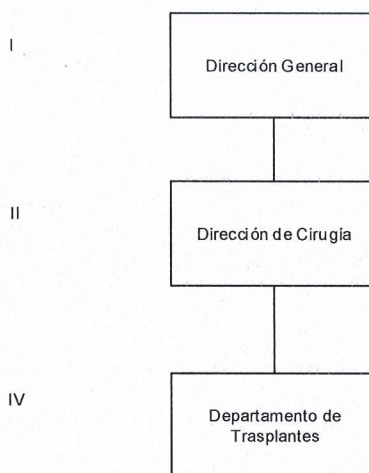 I
Dirección General
II
Dirección de Cirugía
IV
Departamento de
Trasplantes